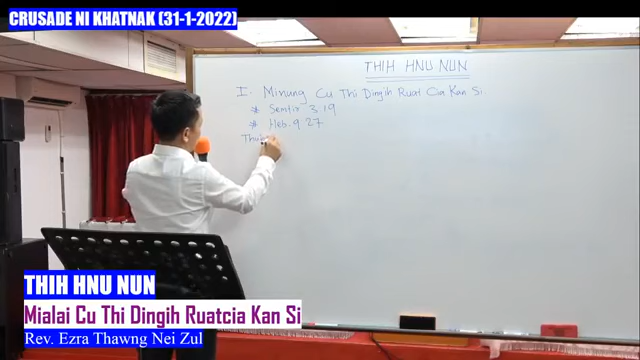 CRUSADE NI KHATNAK (31-1-2022)
THIH HNU NUN
I. Minung Cu Thi Dingih Ruat Cia Kan Si.
* Semtir 3.19
* Heb. 9 27
THIH HNU NUN
Mialai Cu Thi Dingih Ruatcia Kan Si
Rev. Ezra Thawng Nei Zul